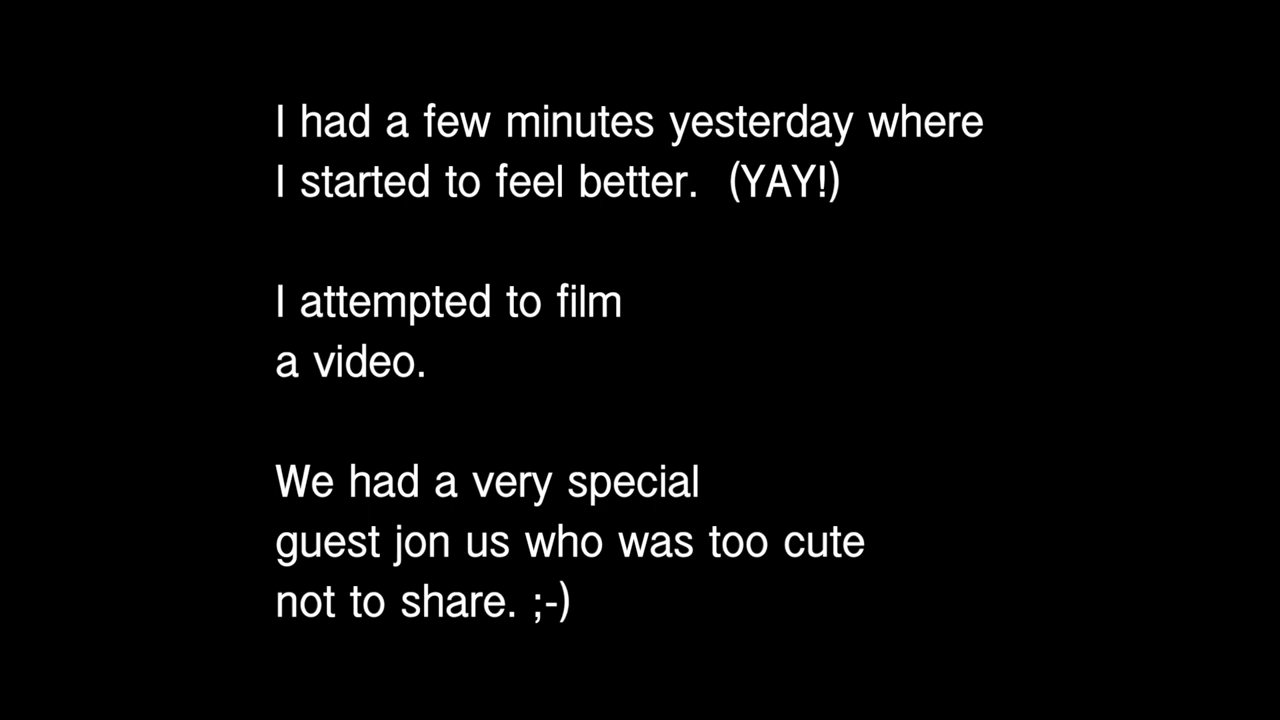 I had a few minutes yesterday where
I started to feel better.  (YAY!)
I attempted to film
a video.
We had a very special
guest jon us who was too cute
not to share. ;-)